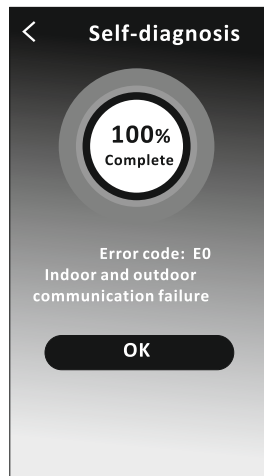 Self-diagnosis
100%
Complete
Error code: E0
Indoor and outdoor
communication failure
OK